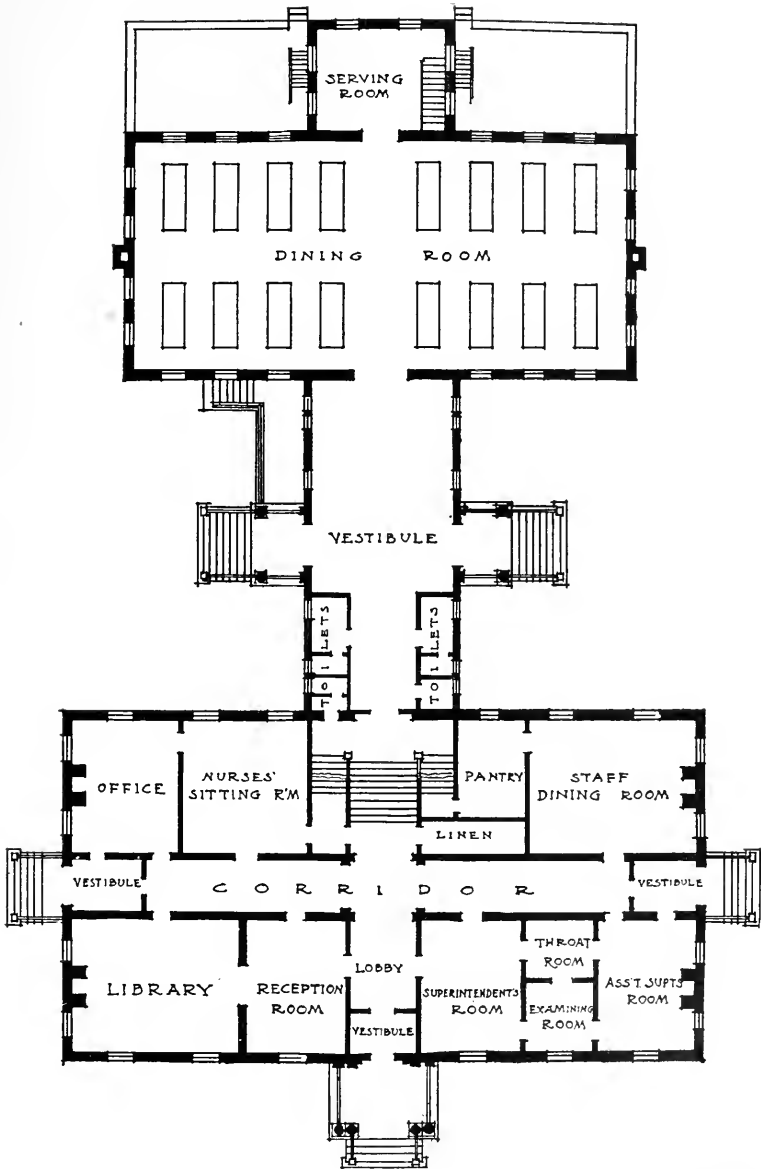 SERVING
ROOM
DINING ROOM
VESTIBULE
TOILETS
TOILETS
OFFICE
NURSES'
SITTING R'M
PANTRY
STAFF
DINING ROOM
LINEN
VESTIBULE
CORRIDOR
VESTIBULE
LIBRARY
RECEPTION
ROOM
LOBBY
VESTIBULE
SUPERINTENDENT'S
ROOM
THROAT
ROOM
EXAMINING
ROOM
ASS'T. SUPTS
ROOM